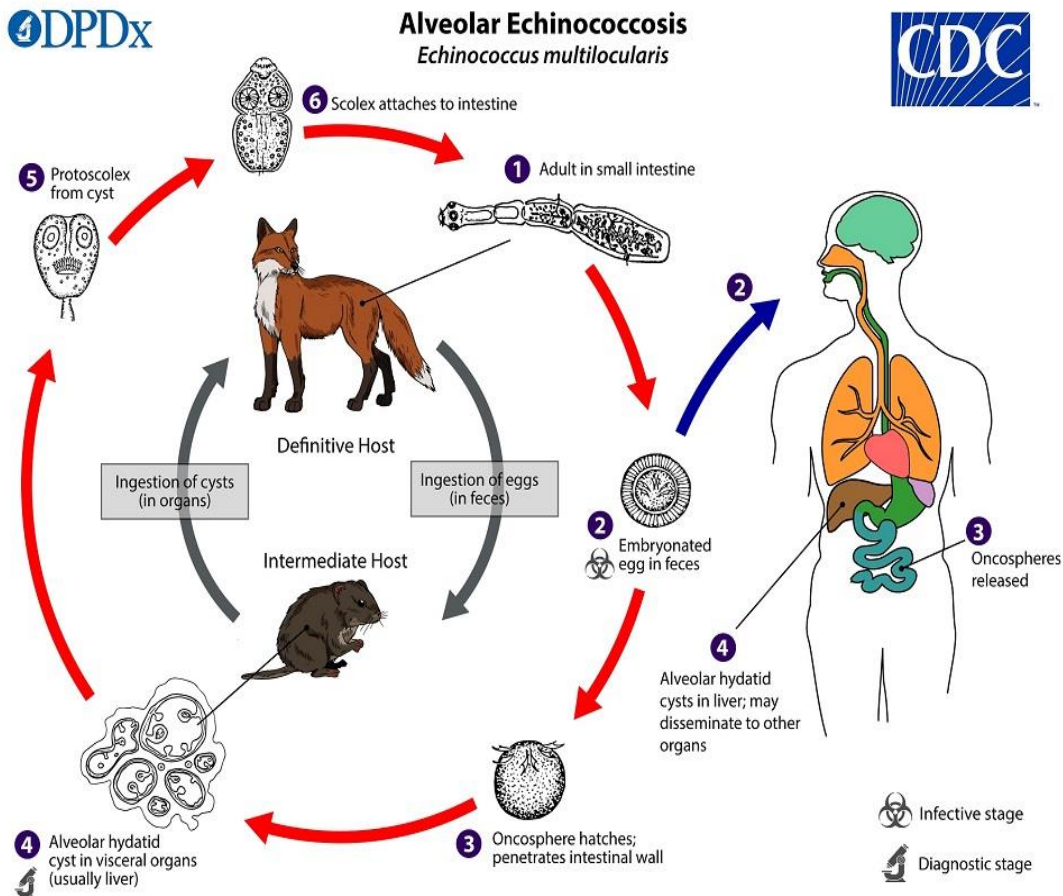 DPDx
Alveolar Echinococcosis
Echinococcus multilocularis
CDC
TM
6 Scolex attaches to intestine
5 Protoscolex
from cyst
1 Adult in small intestine
2
Definitive Host
Ingestion of cysts
(in organs)
Ingestion of eggs
(in feces)
Intermediate Host
2 Embryonated
egg in feces
3
Oncospheres
released
4
Alveolar hydatid
cysts in liver; may
disseminate to other
organs
3 Oncosphere hatches;
penetrates intestinal wall
4 Alveolar hydatid
cyst in visceral organs
(usually liver)
Infective stage
Diagnostic stage